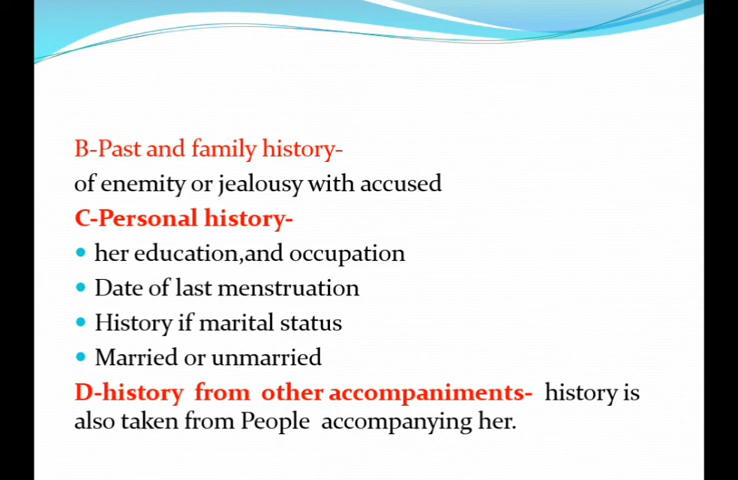 B-Past and family history-
of enemity or jealousy with accused
C-Personal history-
• her education,and occupation
• Date of last menstruation
• History if marital status
• Married or unmarried
D-history from other accompaniments- history is
also taken from People accompanying her.